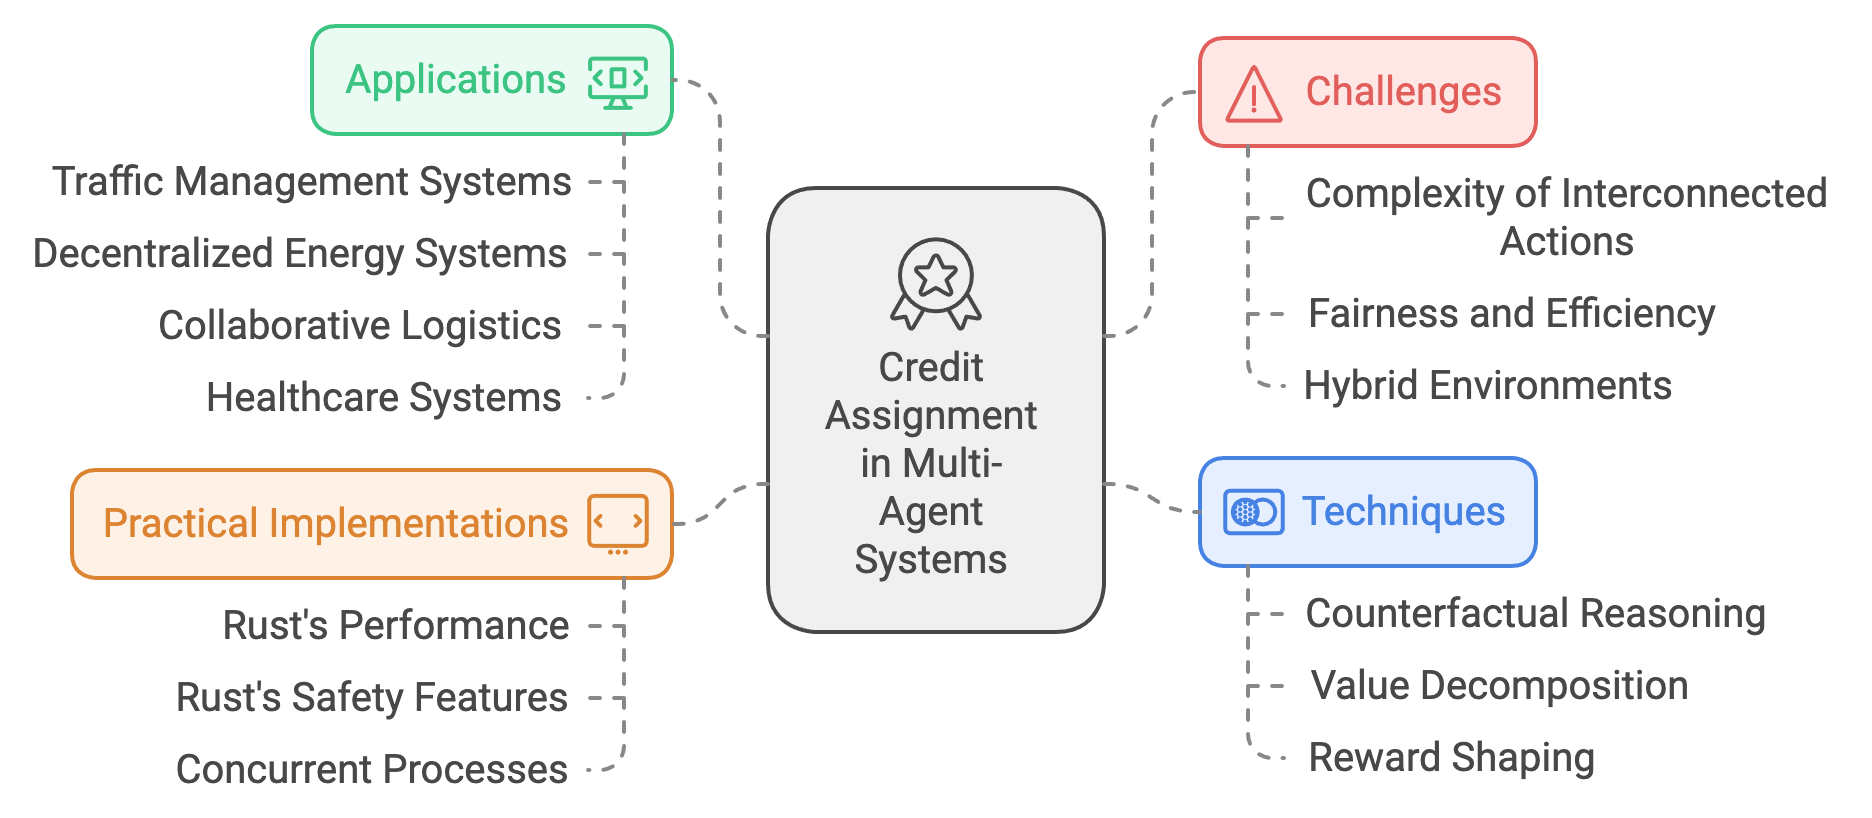 Applications
Traffic Management Systems
Decentralized Energy Systems
Collaborative Logistics
Healthcare Systems
Practical Implementations
Rust's Performance
Rust's Safety Features
Concurrent Processes
Credit
Assignment
in Multi-
Agent
Systems
Challenges
Complexity of Interconnected
Actions
Fairness and Efficiency
Hybrid Environments
Techniques
Counterfactual Reasoning
Value Decomposition
Reward Shaping